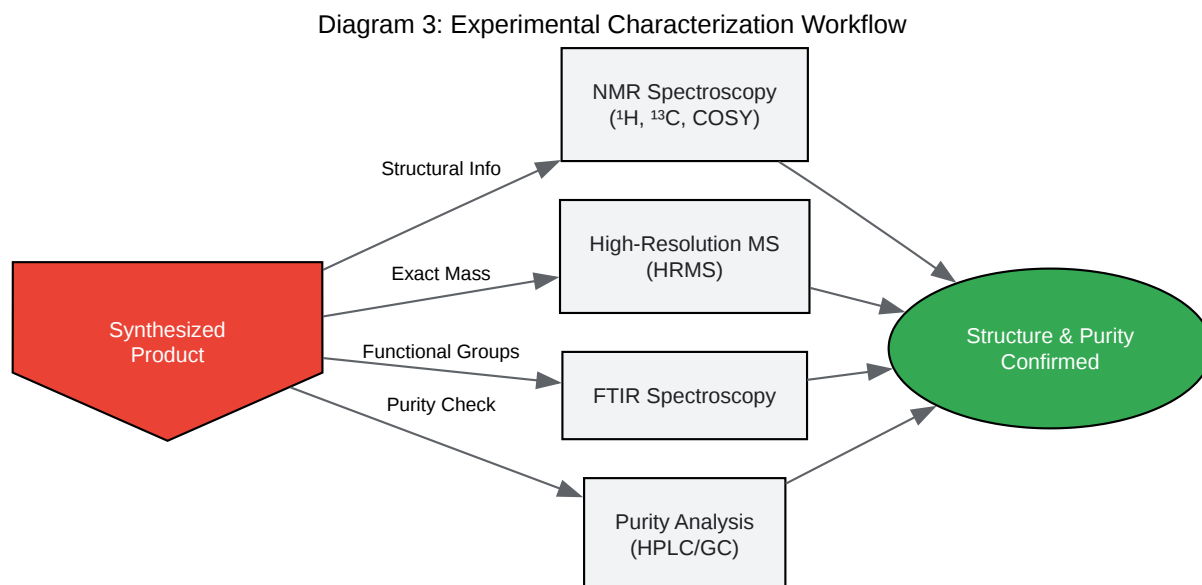 Diagram 3: Experimental Characterization Workflow
NMR Spectroscopy
(¹H, ¹³C, COSY)
Structural Info
High-Resolution MS
(HRMS)
Exact Mass
Synthesized
Product
Structure & Purity
Confirmed
Functional Groups
FTIR Spectroscopy
Purity Check
Purity Analysis
(HPLC/GC)